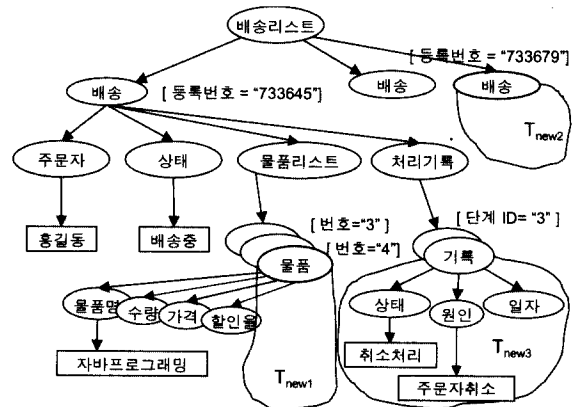 배송리스트
[ 등록번호 = "733679"]
배송
[ 등록번호 = "733645"]
배송
배송
T new2
주문자
상태
물품리스트
처리기록
홍길동
배송중
[ 번호="3" ]
[ 번호="4"]
물품
[ 단계 ID= "3" ]
기록
물품명
수량
가격
할인율
상태
원인
일자
자바프로그래밍
취소처리
T new1
T new3
주문자취소